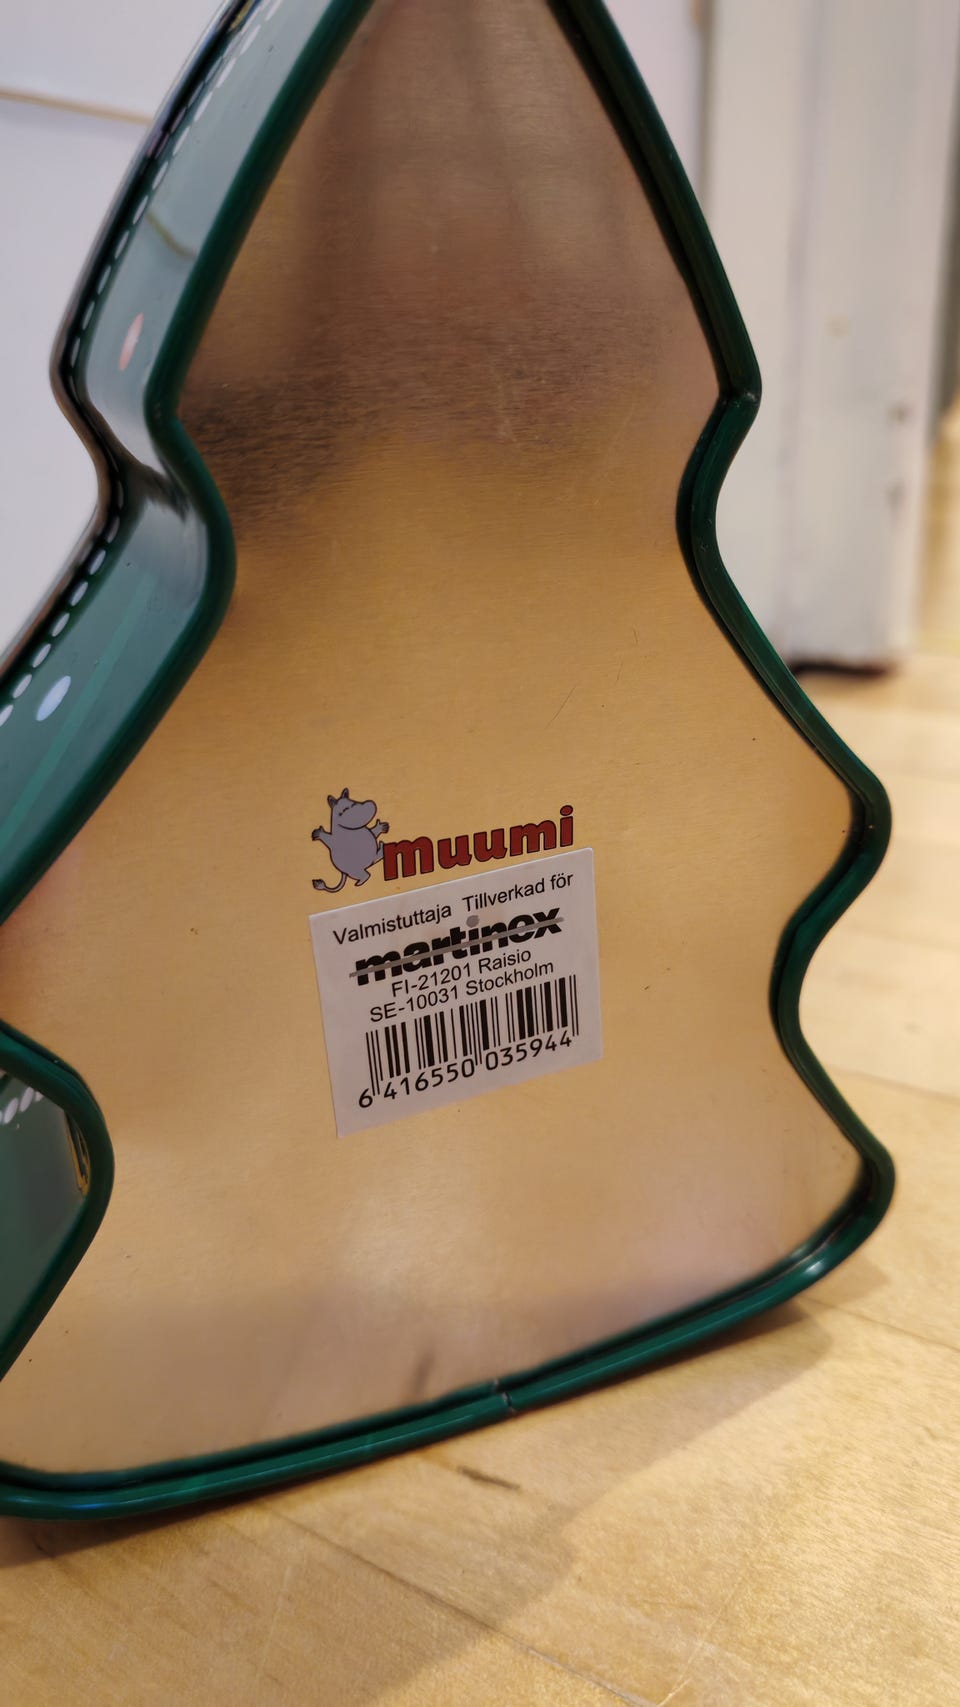 muumi
Valmistuttaja Tillverkad för
martinex
FI-21201 Raisio
SE-10031 Stockholm
6 416550 035944